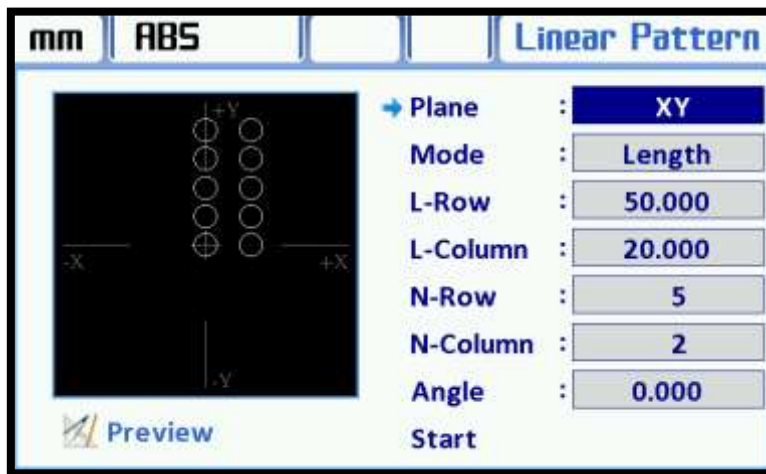 mm ABS Linear Pattern
+Y
-X +X
-Y
Preview
Plane : XY
Mode : Length
L-Row : 50.000
L-Column : 20.000
N-Row : 5
N-Column : 2
Angle : 0.000
Start